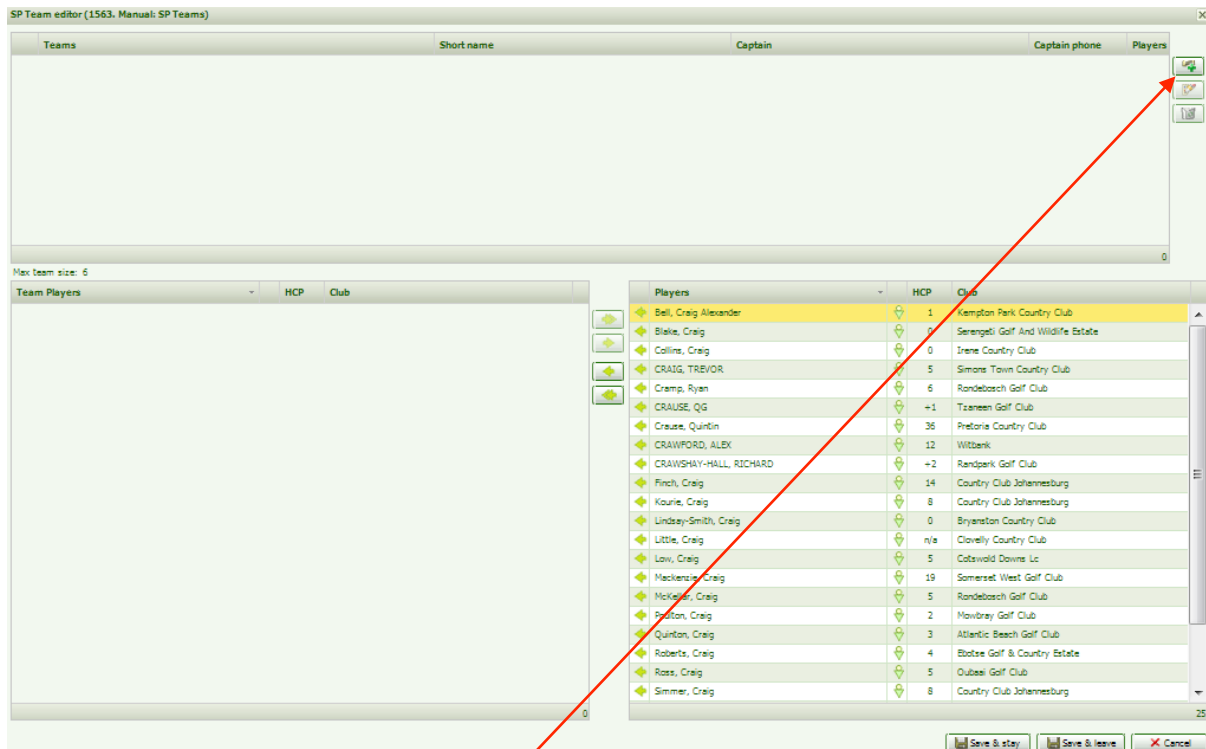 SP Team editor (1563. Manual: SP Teams)
Teams Short name Captain Captain phone Players
0
Max team size: 6
Team Players HCP Club
Players HCP Club
Bell, Craig Alexander 1 Kempton Park Country Club
Blake, Craig 0 Serengeti Golf And Wildlife Estate
Collins, Craig 0 Irene Country Club
CRAIG, TREVOR 5 Simons Town Country Club
Cramp, Ryan 6 Rondebosch Golf Club
CRAUSE, QG +1 Tzaneen Golf Club
Crause, Quintin 36 Pretoria Country Club
CRAWFORD, ALEX 12 Witbank
CRAWSHAY-HALL, RICHARD +2 Randpark Golf Club
Finch, Craig 14 Country Club Johannesburg
Kourie, Craig 8 Country Club Johannesburg
Lindsay-Smith, Craig 0 Bryanston Country Club
Little, Craig n/a Clovelly Country Club
Low, Craig 5 Cotswold Downs Lc
Mackenzie, Craig 19 Somerset West Golf Club
McKellar, Craig 5 Rondebosch Golf Club
Craig 2 Mowbray Golf Club
Quinton, Craig 3 Atlantic Beach Golf Club
Roberts, Craig 4 Ebotse Golf & Country Estate
Ross, Craig 5 Oubaai Golf Club
Simmer, Craig 8 Country Club Johannesburg
0 25
Save & stay Save & leave Cancel